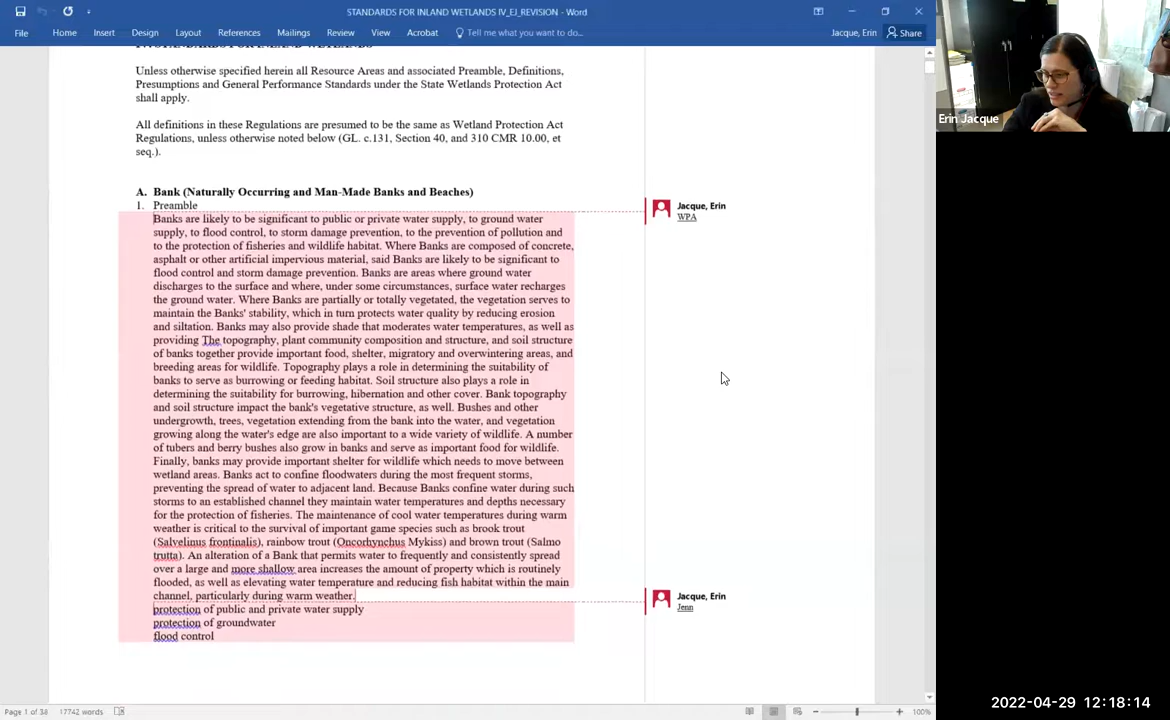 STANDARDS FOR INLAND WETLANDS IV_EJ_REVISION - Word
File Home Insert Design Layout References Mailings Review View Acrobat Tell me what you want to do... Jacque, Erin Share
STANDARDS FOR INLAND WETLANDS
Unless otherwise specified herein all Resource Areas and associated Preamble, Definitions,
Presumptions and General Performance Standards under the State Wetlands Protection Act
shall apply.
All definitions in these Regulations are presumed to be the same as Wetland Protection Act
Regulations, unless otherwise noted below (GL. c.131, Section 40, and 310 CMR 10.00, et
seq.).
A. Bank (Naturally Occurring and Man-Made Banks and Beaches)
1. Preamble
Banks are likely to be significant to public or private water supply, to ground water
supply, to flood control, to storm damage prevention, to the prevention of pollution and
to the protection of fisheries and wildlife habitat. Where Banks are composed of concrete,
asphalt or other artificial impervious material, said Banks are likely to be significant to
flood control and storm damage prevention. Banks are areas where ground water
discharges to the surface and where, under some circumstances, surface water recharges
the ground water. Where Banks are partially or totally vegetated, the vegetation serves to
maintain the Banks' stability, which in turn protects water quality by reducing erosion
and siltation. Banks may also provide shade that moderates water temperatures, as well as
providing The topography, plant community composition and structure, and soil structure
of banks together provide important food, shelter, migratory and overwintering areas, and
breeding areas for wildlife. Topography plays a role in determining the suitability of
banks to serve as burrowing or feeding habitat. Soil structure also plays a role in
determining the suitability for burrowing, hibernation and other cover. Bank topography
and soil structure impact the bank's vegetative structure, as well. Bushes and other
undergrowth, trees, vegetation extending from the bank into the water, and vegetation
growing along the water's edge are also important to a wide variety of wildlife. A number
of tubers and berry bushes also grow in banks and serve as important food for wildlife.
Finally, banks may provide important shelter for wildlife which needs to move between
wetland areas. Banks act to confine floodwaters during the most frequent storms,
preventing the spread of water to adjacent land. Because Banks confine water during such
storms to an established channel they maintain water temperatures and depths necessary
for the protection of fisheries. The maintenance of cool water temperatures during warm
weather is critical to the survival of important game species such as brook trout
(Salvelinus frontinalis), rainbow trout (Oncorhynchus Mykiss) and brown trout (Salmo
trutta). An alteration of a Bank that permits water to frequently and consistently spread
over a large and more shallow area increases the amount of property which is routinely
flooded, as well as elevating water temperature and reducing fish habitat within the main
channel, particularly during warm weather.
protection of public and private water supply
protection of groundwater
flood control
Jacque, Erin
WPA
Jacque, Erin
Jenn
Erin Jacque
Page 1 of 38 17742 words
100%
2022-04-29 12:18:14